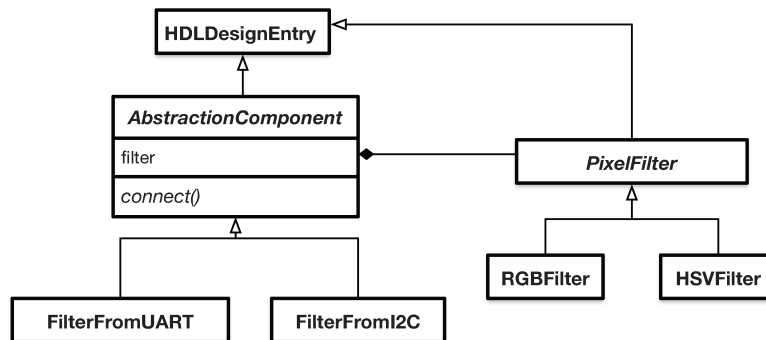 HDLDesignEntry
AbstractionComponent
filter
connect()
PixelFilter
RGBFilter
HSVFilter
FilterFromUART
FilterFromI2C